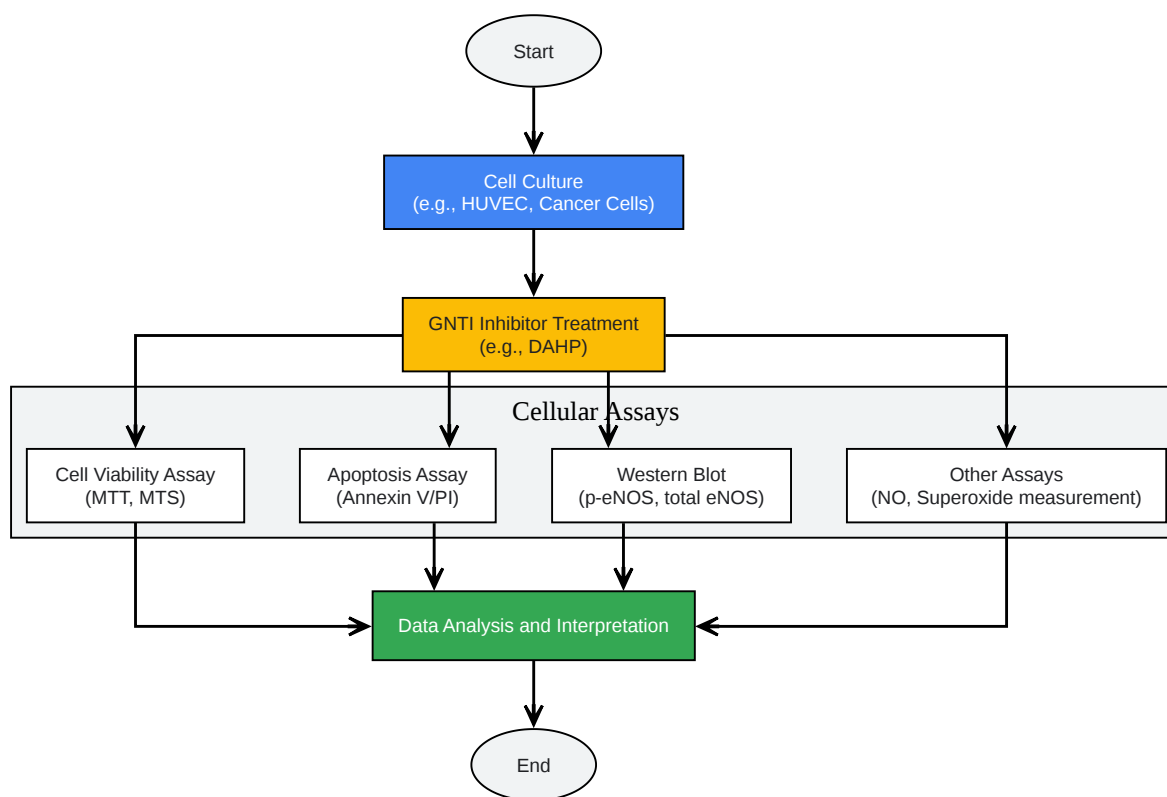 Start
Cell Culture
(e.g., HUVEC, Cancer Cells)
GNTI Inhibitor Treatment
(e.g., DAHP)
Cellular Assays
Cell Viability Assay
(MTT, MTS)
Apoptosis Assay
(Annexin V/PI)
Western Blot
(p-eNOS, total eNOS)
Other Assays
(NO, Superoxide measurement)
Data Analysis and Interpretation
End